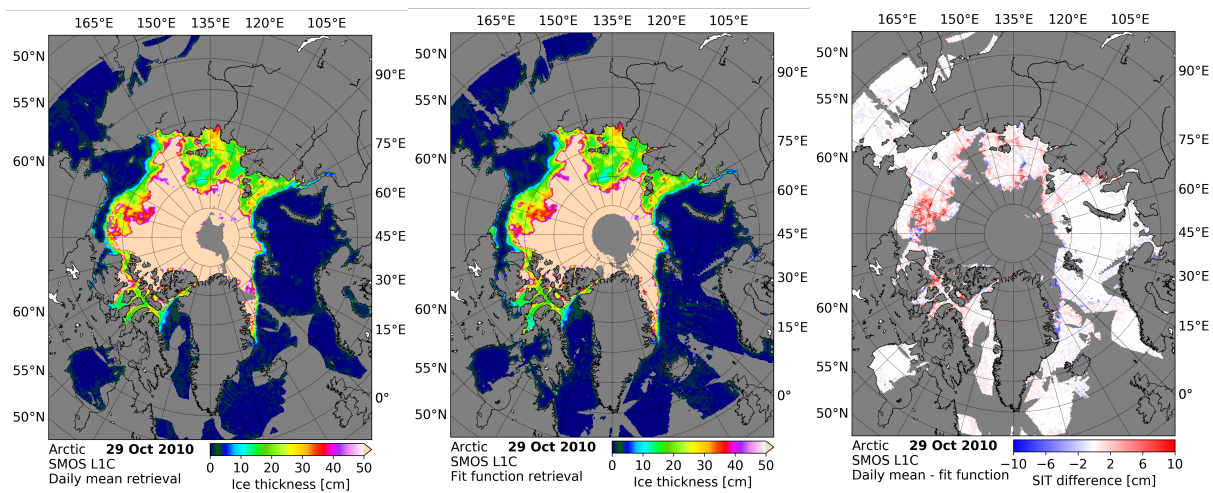 165°E 150°E 135°E 120°E 105°E
50°N
90°E
55°N
75°E
60°N
60°E
45°E
30°E
60°N
15°E
55°N
0°
50°N
Arctic 29 Oct 2010
SMOS L1C
Daily mean retrieval
0 10 20 30 40 50
Ice thickness [cm]
165°E 150°E 135°E 120°E 105°E
50°N
90°E
55°N
75°E
60°N
60°E
45°E
30°E
60°N
15°E
55°N
0°
50°N
Arctic 29 Oct 2010
SMOS L1C
Fit function retrieval
0 10 20 30 40 50
Ice thickness [cm]
165°E 150°E 135°E 120°E 105°E
50°N
90°E
55°N
75°E
60°N
60°E
45°E
30°E
60°N
15°E
55°N
0°
50°N
Arctic 29 Oct 2010
SMOS L1C
Daily mean - fit function
−10 −6 −2 2 6 10
SIT difference [cm]